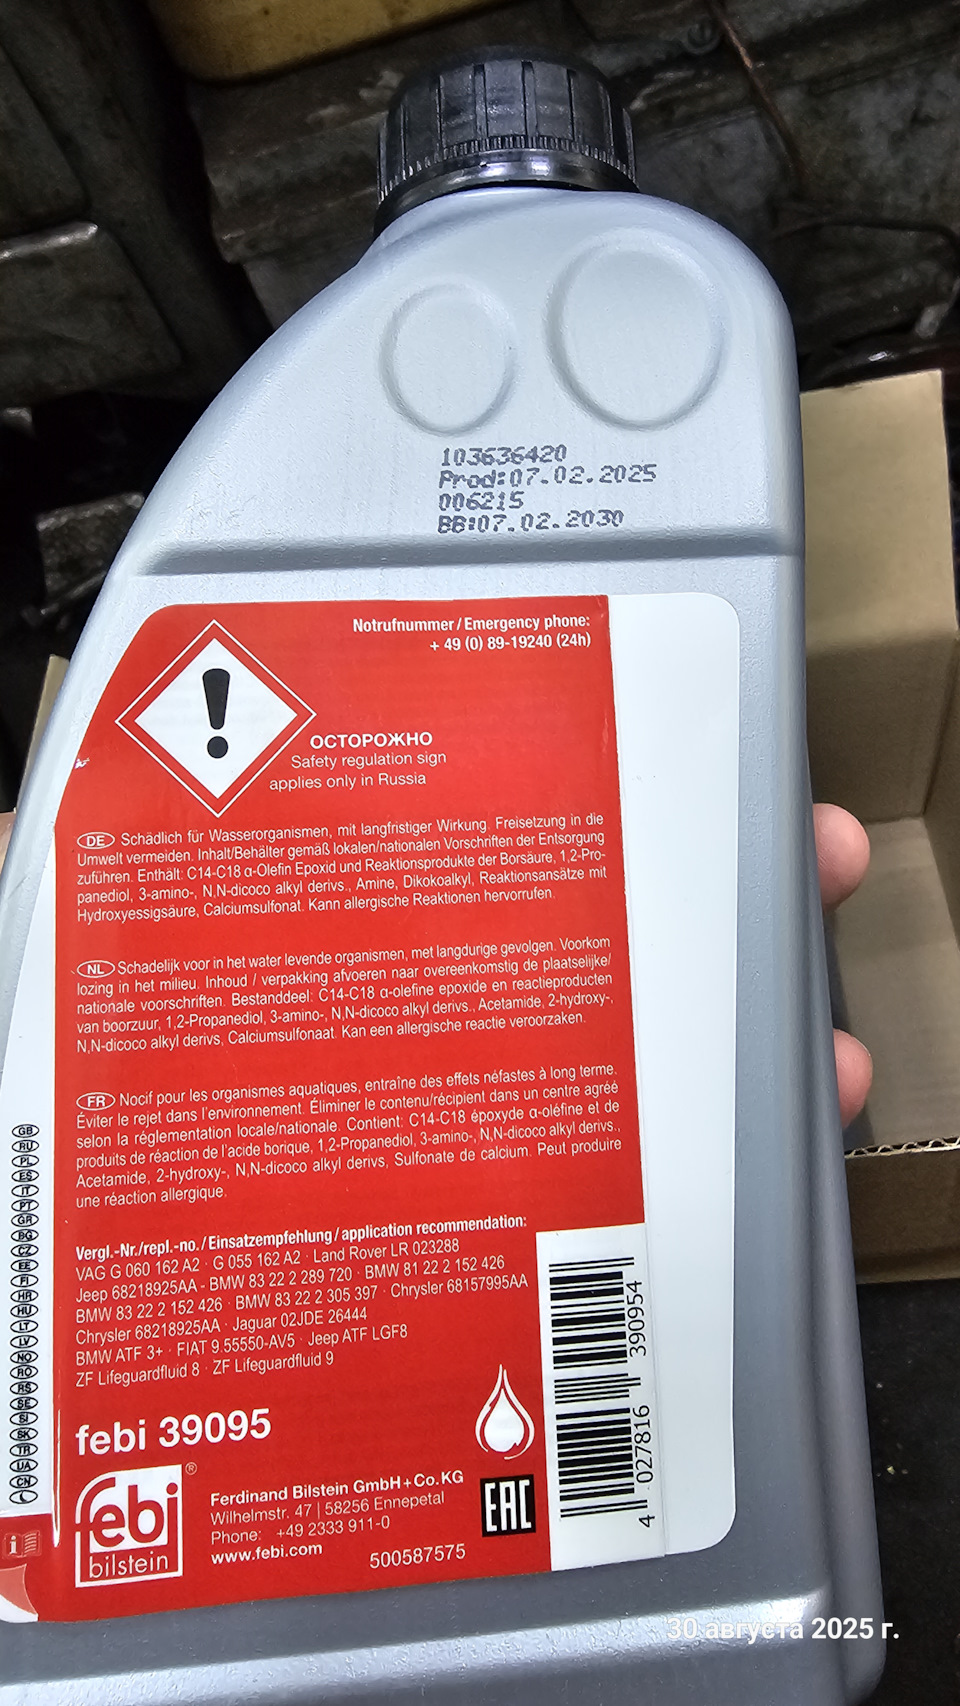 103636420
Prod:07.02.2025
006215
BB:07.02.2030
Notrufnummer / Emergency phone:
+ 49 (0) 89-19240 (24h)
ОСТОРОЖНО
Safety regulation sign
applies only in Russia
DE Schädlich für Wasserorganismen, mit langfristiger Wirkung. Freisetzung in die
Umwelt vermeiden. Inhalt/Behälter gemäß lokalen/nationalen Vorschriften der Entsorgung
zuführen. Enthält: C14-C18 α-Olefin Epoxid und Reaktionsprodukte der Borsäure, 1,2-Pro-
panediol, 3-amino-, N,N-dicoco alkyl derivs., Amine, Dikokoalkyl, Reaktionsansätze mit
Hydroxyessigsäure, Calciumsulfonat. Kann allergische Reaktionen hervorrufen.
NL Schadelijk voor in het water levende organismen, met langdurige gevolgen. Voorkom
lozing in het milieu. Inhoud / verpakking afvoeren naar overeenkomstig de plaatselijke/
nationale voorschriften. Bestanddeel: C14-C18 α-olefine epoxide en reactieproducten
van boorzuur, 1,2-Propanediol, 3-amino-, N,N-dicoco alkyl derivs., Acetamide, 2-hydroxy-,
N,N-dicoco alkyl derivs, Calciumsulfonaat. Kan een allergische reactie veroorzaken.
FR Nocif pour les organismes aquatiques, entraîne des effets néfastes à long terme.
Éviter le rejet dans l'environnement. Éliminer le contenu/récipient dans un centre agréé
selon la réglementation locale/nationale. Contient: C14-C18 époxyde α-oléfine et de
produits de réaction de l'acide borique, 1,2-Propanediol, 3-amino-, N,N-dicoco alkyl derivs.,
Acetamide, 2-hydroxy-, N,N-dicoco alkyl derivs, Sulfonate de calcium. Peut produire
une réaction allergique.
GB
RU
PL
ES
IT
PT
GR
BG
CZ
EE
FI
HR
HU
LT
LV
NO
RO
RS
SE
SI
SK
TR
UA
CN
Vergl.-Nr./repl.-no. / Einsatzempfehlung / application recommendation:
VAG G 060 162 A2 · G 055 162 A2 · Land Rover LR 023288
Jeep 68218925AA - BMW 83 22 2 289 720 · BMW 81 22 2 152 426
BMW 83 22 2 152 426 · BMW 83 22 2 305 397 · Chrysler 68157995AA
Chrysler 68218925AA · Jaguar 02JDE 26444
BMW ATF 3+ · FIAT 9.55550-AV5 · Jeep ATF LGF8
ZF Lifeguardfluid 8 · ZF Lifeguardfluid 9
febi 39095
febi®
bilstein
Ferdinand Bilstein GmbH + Co. KG
Wilhelmstr. 47 | 58256 Ennepetal
Phone: +49 2333 911-0
www.febi.com
500587575
EAC
4 027816 390954
30 августа 2025 г.